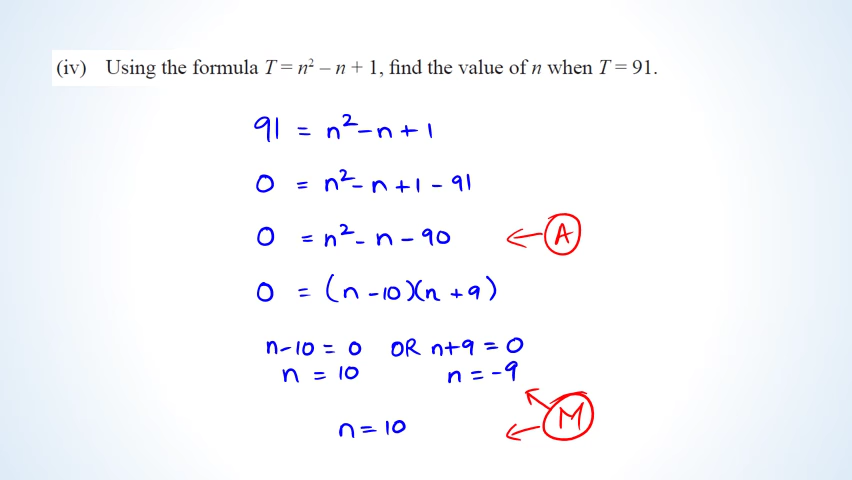 (iv) Using the formula T = n² – n + 1, find the value of n when T = 91.
91 = n² – n + 1
0 = n² – n + 1 – 91
0 = n² – n – 90 ← A
0 = (n – 10)(n + 9)
n – 10 = 0 OR n + 9 = 0
n = 10 n = –9
n = 10 ← M